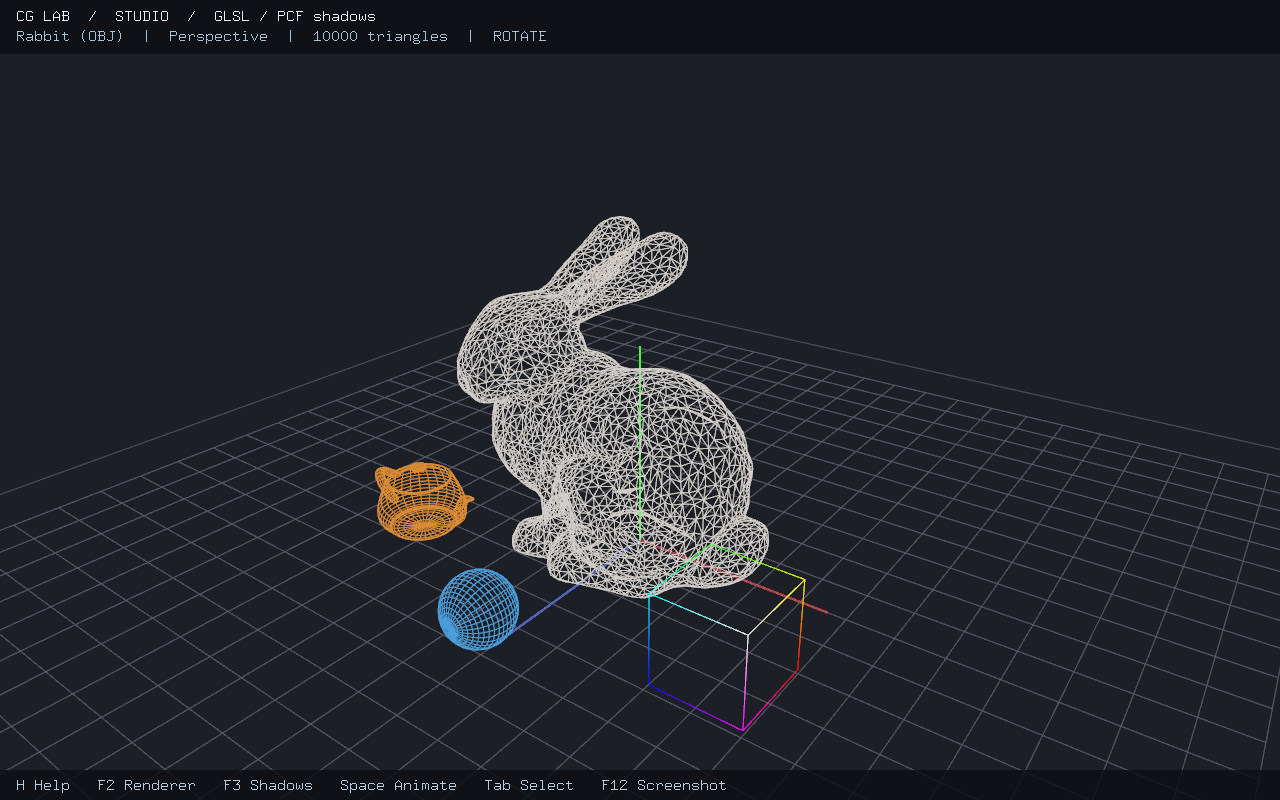 CG LAB / STUDIO / GLSL / PCF shadows
Rabbit (OBJ) | Perspective | 10000 triangles | ROTATE
H Help F2 Renderer F3 Shadows Space Animate Tab Select F12 Screenshot